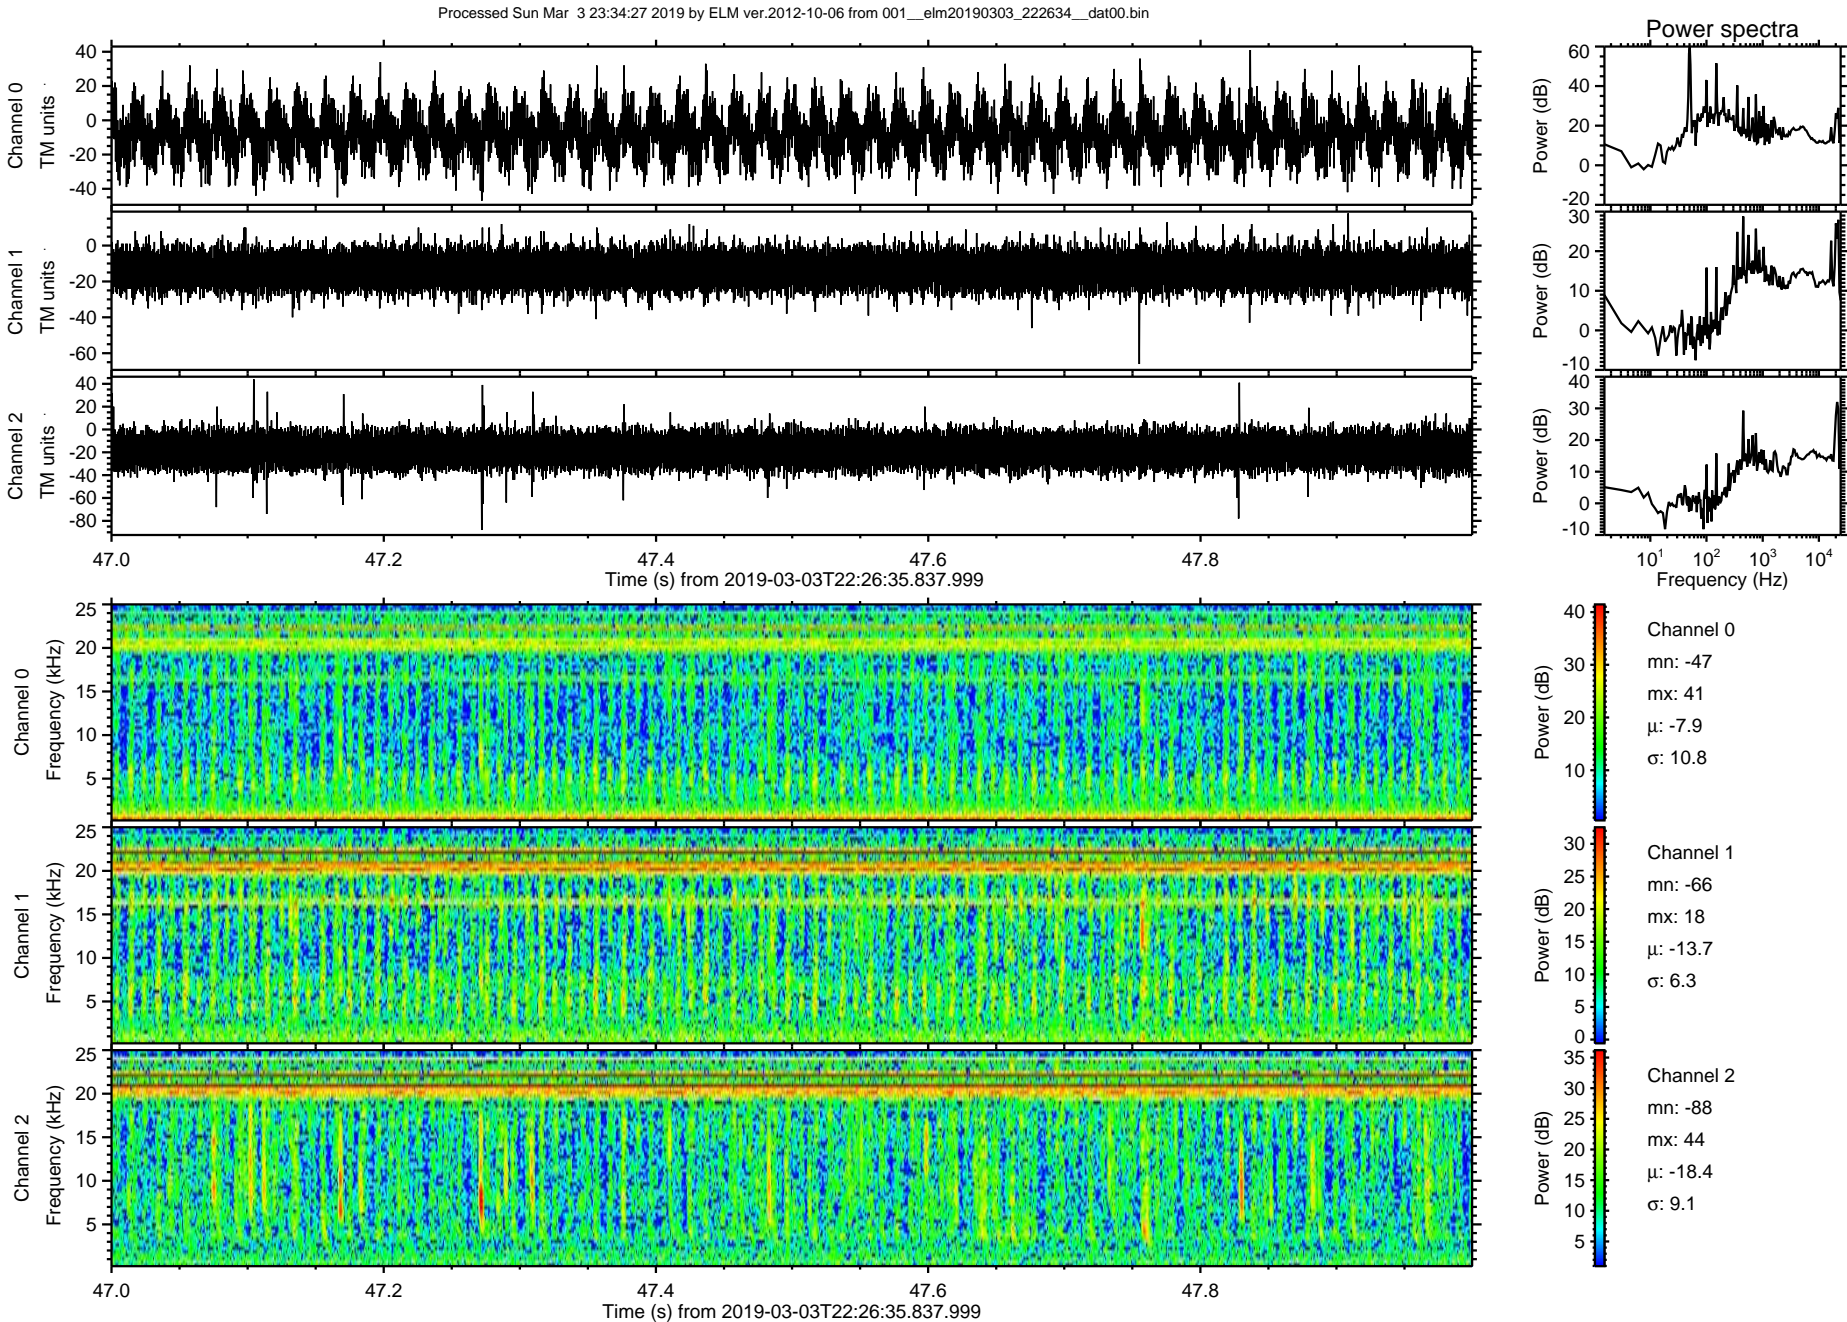 Processed Sun Mar  3 23:34:27 2019 by ELM ver.2012-10-06 from 001__elm20190303_222634__dat00.bin
Power spectra
Channel 0
TM units
40
20
0
-20
-40
Power (dB)
60
40
20
0
-20
Channel 1
TM units
0
-20
-40
-60
Power (dB)
30
20
10
0
-10
Channel 2
TM units
40
20
0
-20
-40
-60
-80
Power (dB)
40
30
20
10
0
-10
47.0 47.2 47.4 47.6 47.8
Time (s) from 2019-03-03T22:26:35.837.999
10^1 10^2 10^3 10^4
Frequency (Hz)
Channel 0
Frequency (kHz)
25
20
15
10
5
Power (dB)
40
30
20
10
Channel 0
mn: -47
mx: 41
μ: -7.9
σ: 10.8
Channel 1
Frequency (kHz)
25
20
15
10
5
Power (dB)
30
25
20
15
10
5
0
Channel 1
mn: -66
mx: 18
μ: -13.7
σ: 6.3
Channel 2
Frequency (kHz)
25
20
15
10
5
Power (dB)
35
30
25
20
15
10
5
Channel 2
mn: -88
mx: 44
μ: -18.4
σ: 9.1
47.0 47.2 47.4 47.6 47.8
Time (s) from 2019-03-03T22:26:35.837.999